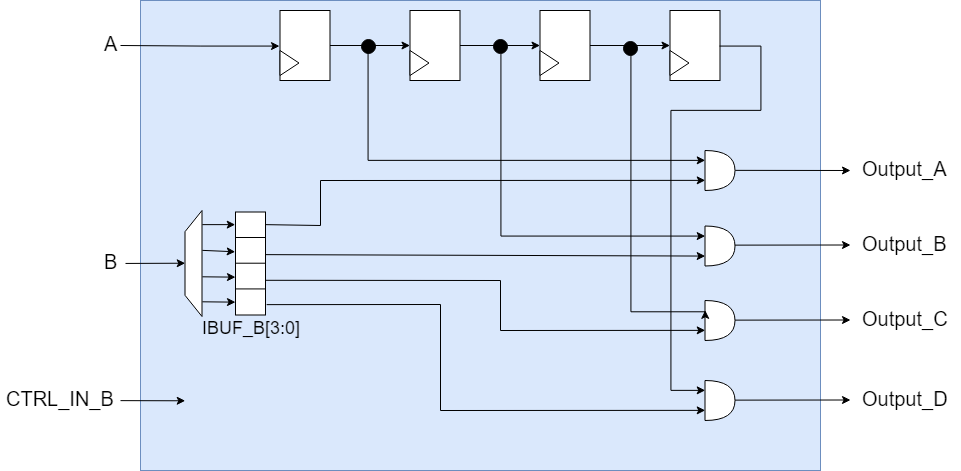 A
Output_A
Output_B
B
IBUF_B[3:0]
Output_C
CTRL_IN_B
Output_D